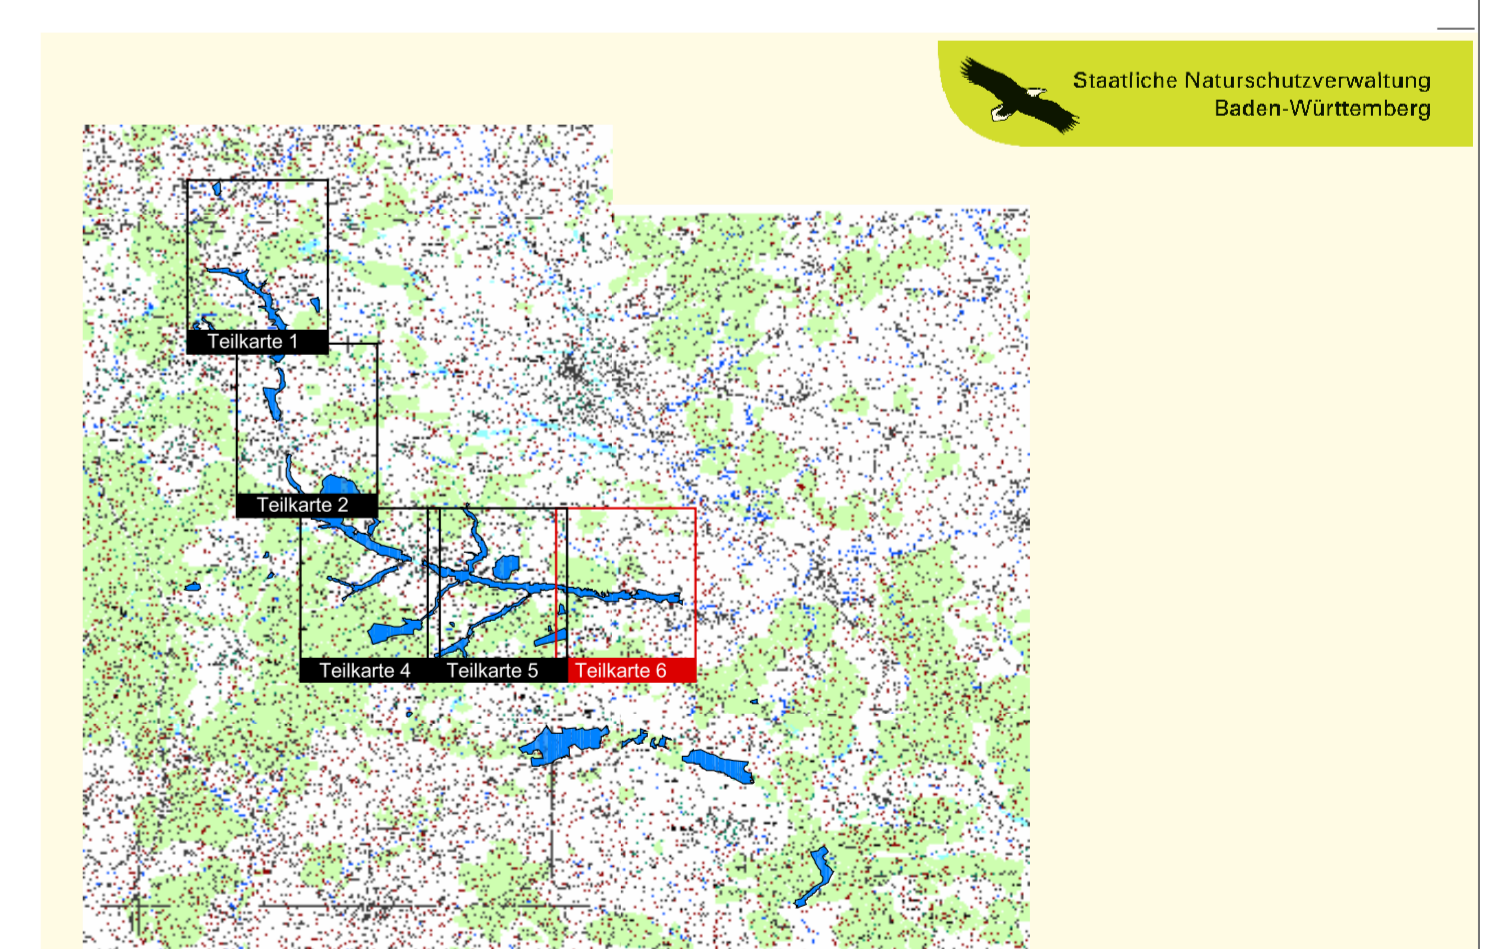 Staatliche Naturschutzverwaltung
Baden-Württemberg
Teilkarte 1
Teilkarte 2
Teilkarte 4
Teilkarte 5
Teilkarte 6